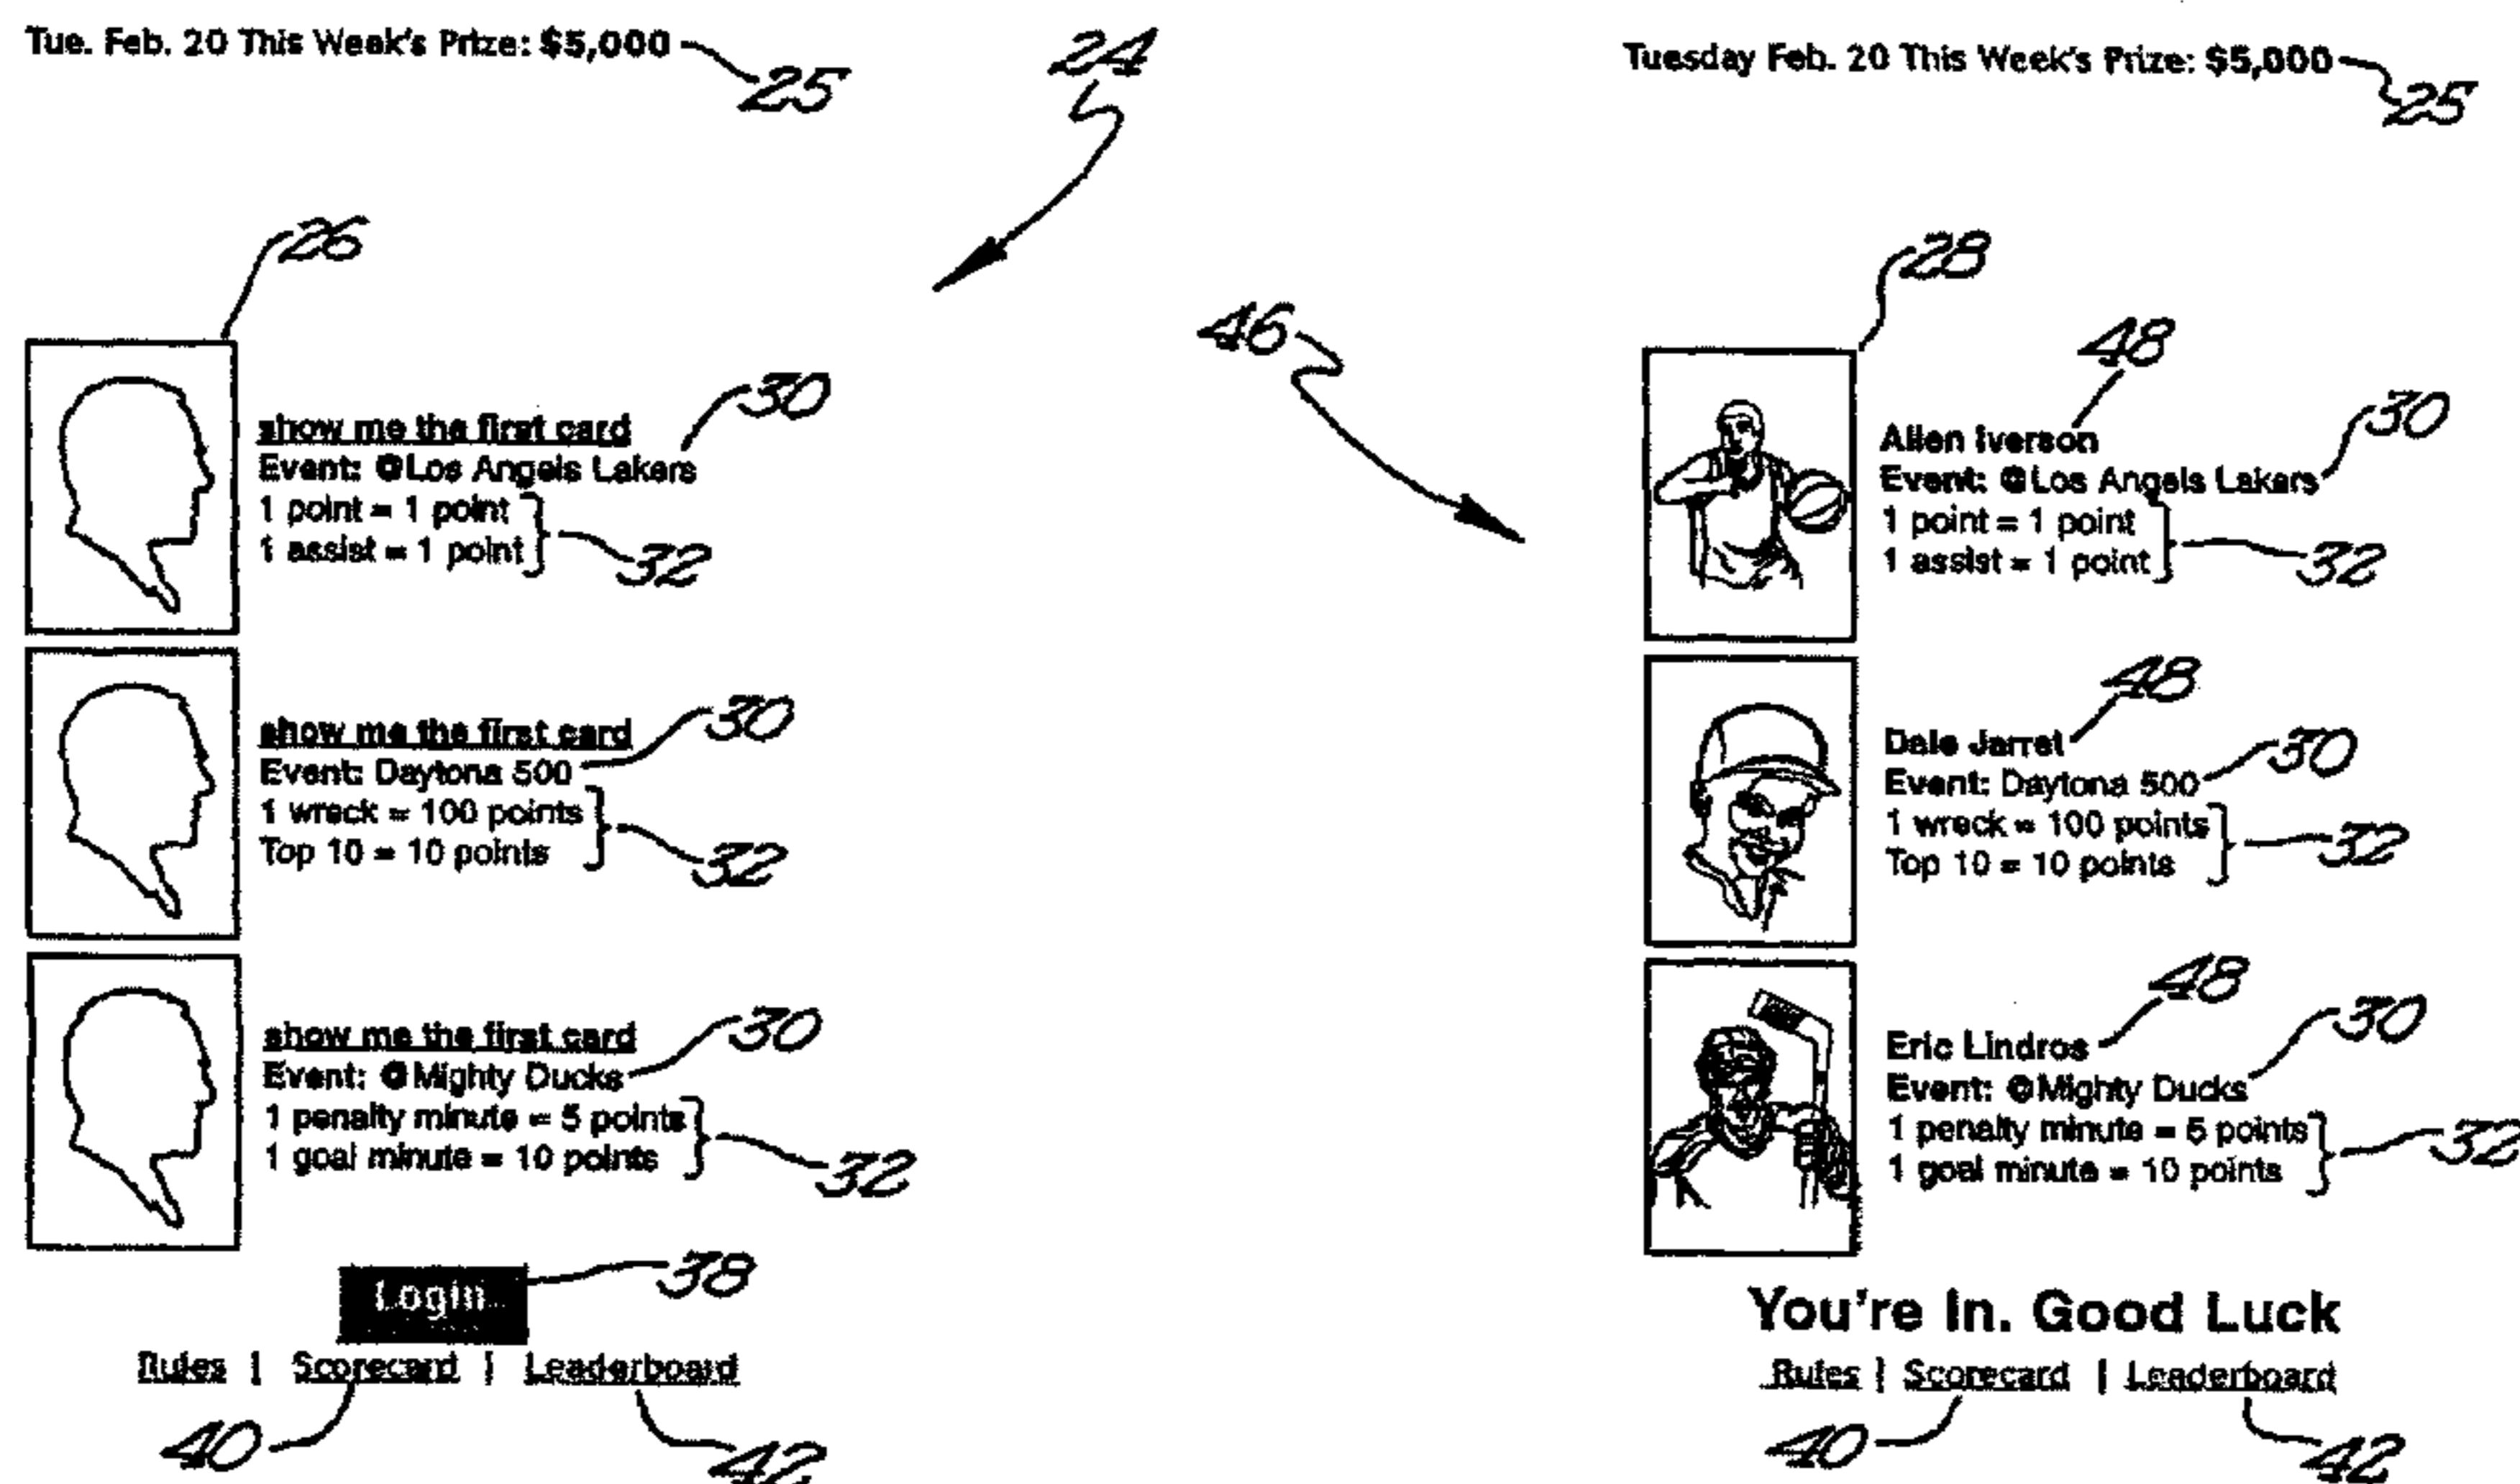 Tue. Feb. 20 This Week's Prize: $5,000
25
24
26
show me the first card
30
Event: @Los Angels Lakers
1 point = 1 point
1 assist = 1 point
32
show me the first card
30
Event: Daytona 500
1 wreck = 100 points
Top 10 = 10 points
32
show me the first card
30
Event: @Mighty Ducks
1 penalty minute = 5 points
1 goal minute = 10 points
32
Login
38
Rules | Scorecard | Leaderboard
40
42
Tuesday Feb. 20 This Week's Prize: $5,000
25
46
28
48
Allen Iverson
30
Event: @Los Angels Lakers
1 point = 1 point
1 assist = 1 point
32
48
Dale Jarret
30
Event: Daytona 500
1 wreck = 100 points
Top 10 = 10 points
32
48
Eric Lindros
30
Event: @Mighty Ducks
1 penalty minute = 5 points
1 goal minute = 10 points
32
You're In. Good Luck
Rules | Scorecard | Leaderboard
40
42